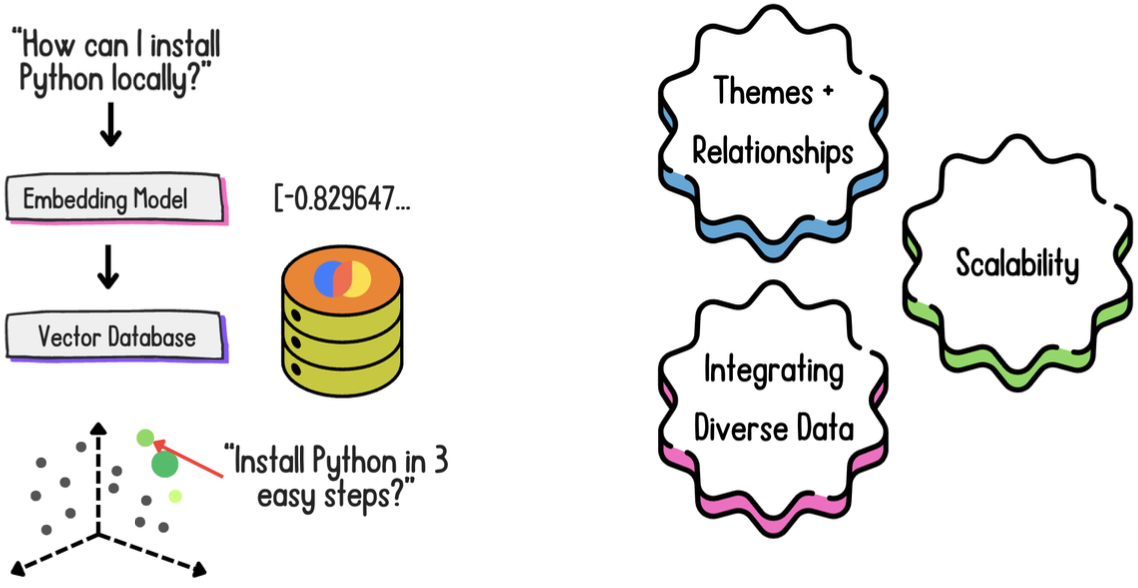 “How can I install
Python locally?”
Embedding Model
[-0.829647...
Vector Database
“Install Python in 3
easy steps?”
Themes +
Relationships
Scalability
Integrating
Diverse Data